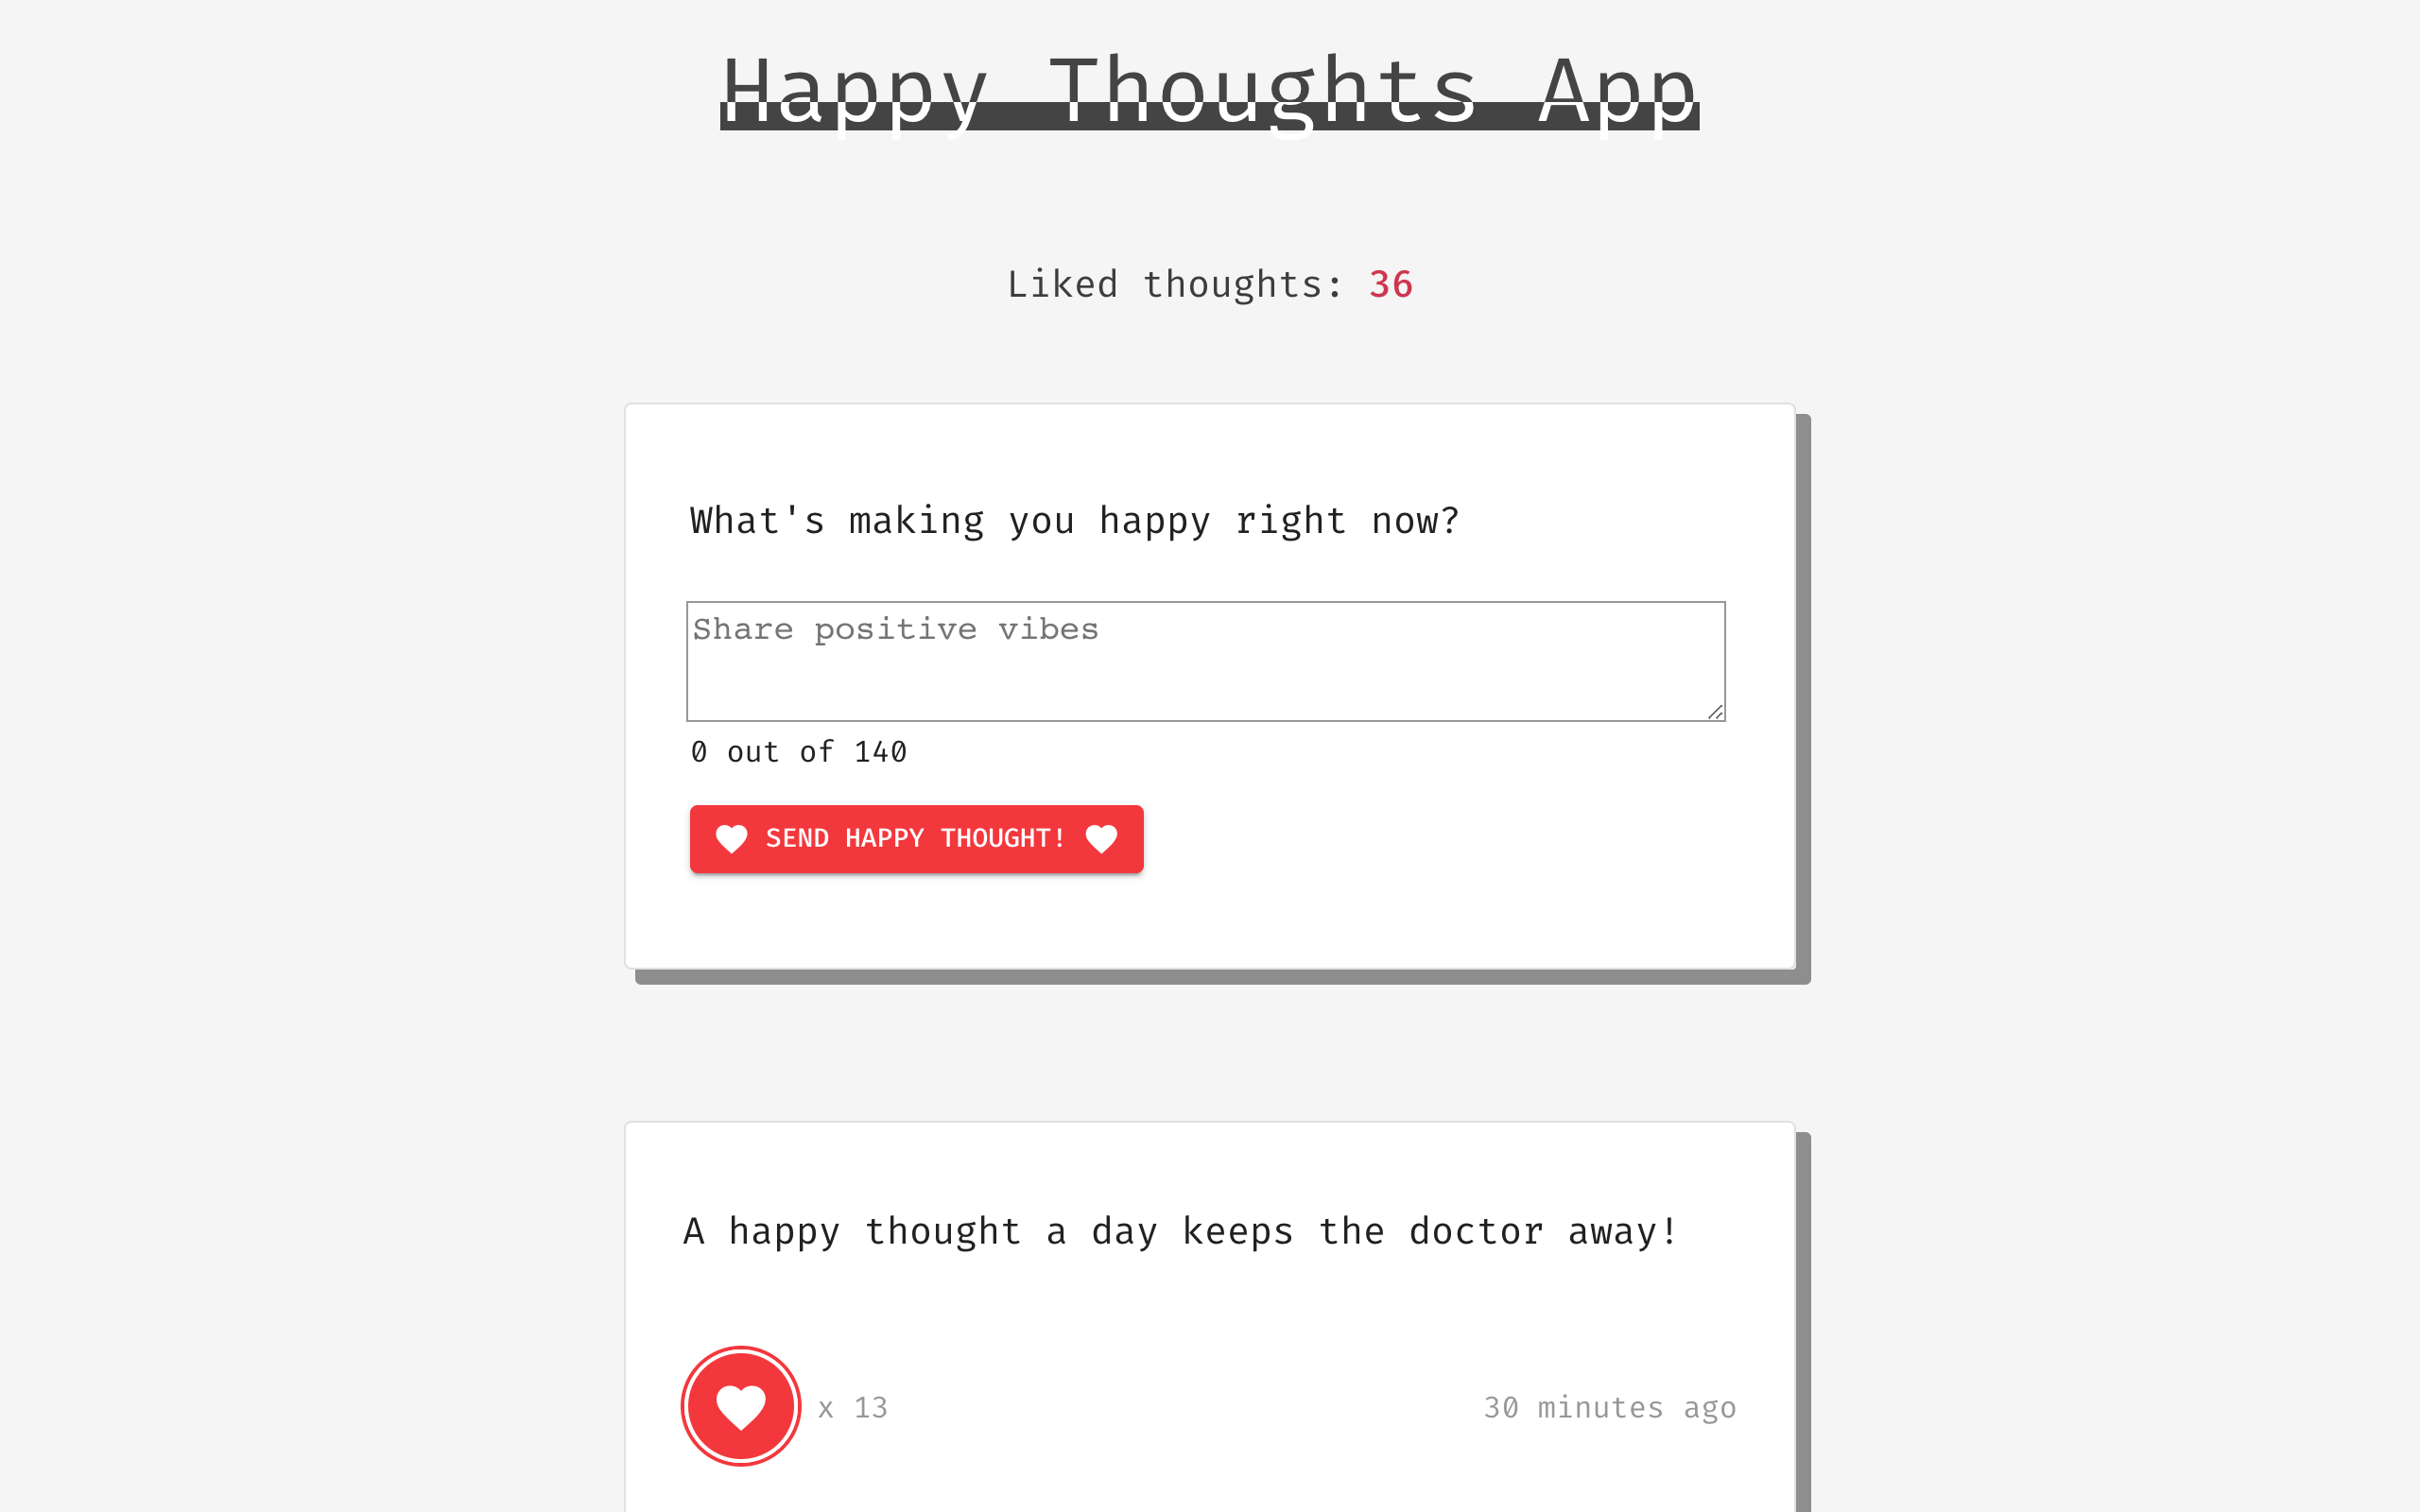 Happy Thoughts App
Liked thoughts: 36
What's making you happy right now?
Share positive vibes
0 out of 140
SEND HAPPY THOUGHT!
A happy thought a day keeps the doctor away!
x 13
30 minutes ago